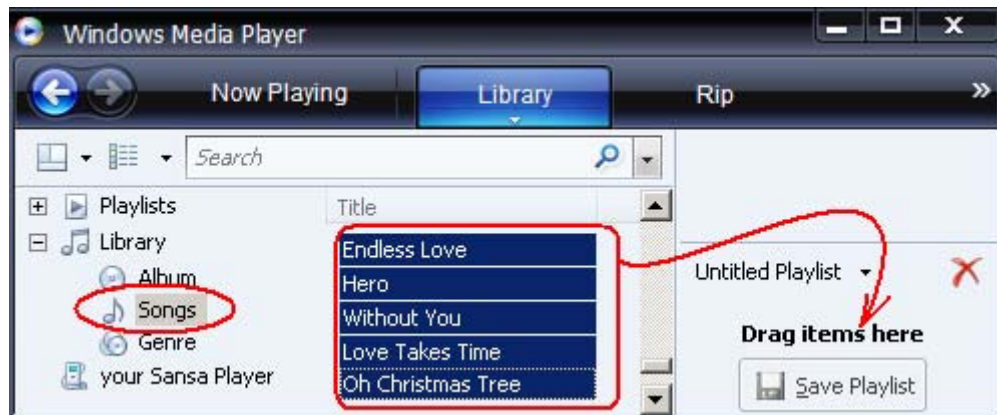 Windows Media Player
Now Playing Library Rip »
Search
Playlists
Library
Album
Songs
Genre
your Sansa Player
Title
Endless Love
Hero
Without You
Love Takes Time
Oh Christmas Tree
Untitled Playlist
Drag items here
Save Playlist